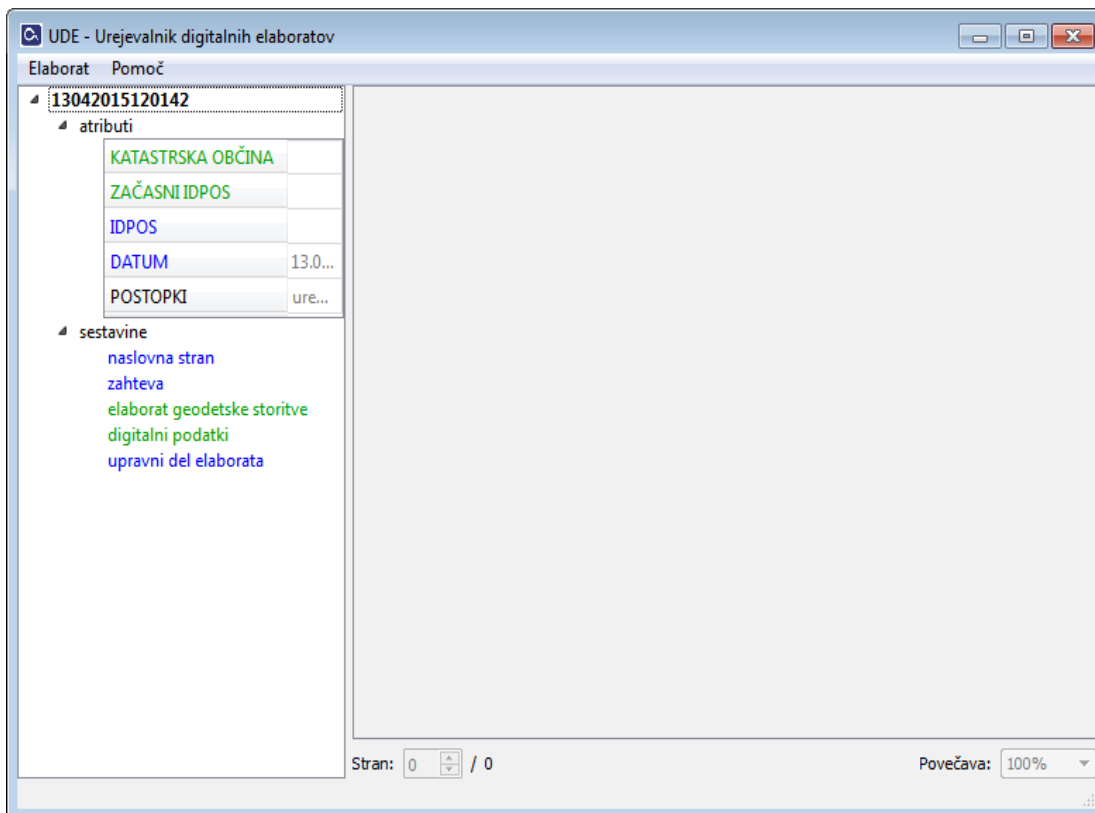 UDE - Urejevalnik digitalnih elaboratov
Elaborat Pomoč
13042015120142
atributi
KATASTRSKA OBČINA
ZAČASNI IDPOS
IDPOS
DATUM 13.0...
POSTOPKI ure...
sestavine
naslovna stran
zahteva
elaborat geodetske storitve
digitalni podatki
upravni del elaborata
Stran: 0 / 0 Povečava: 100%